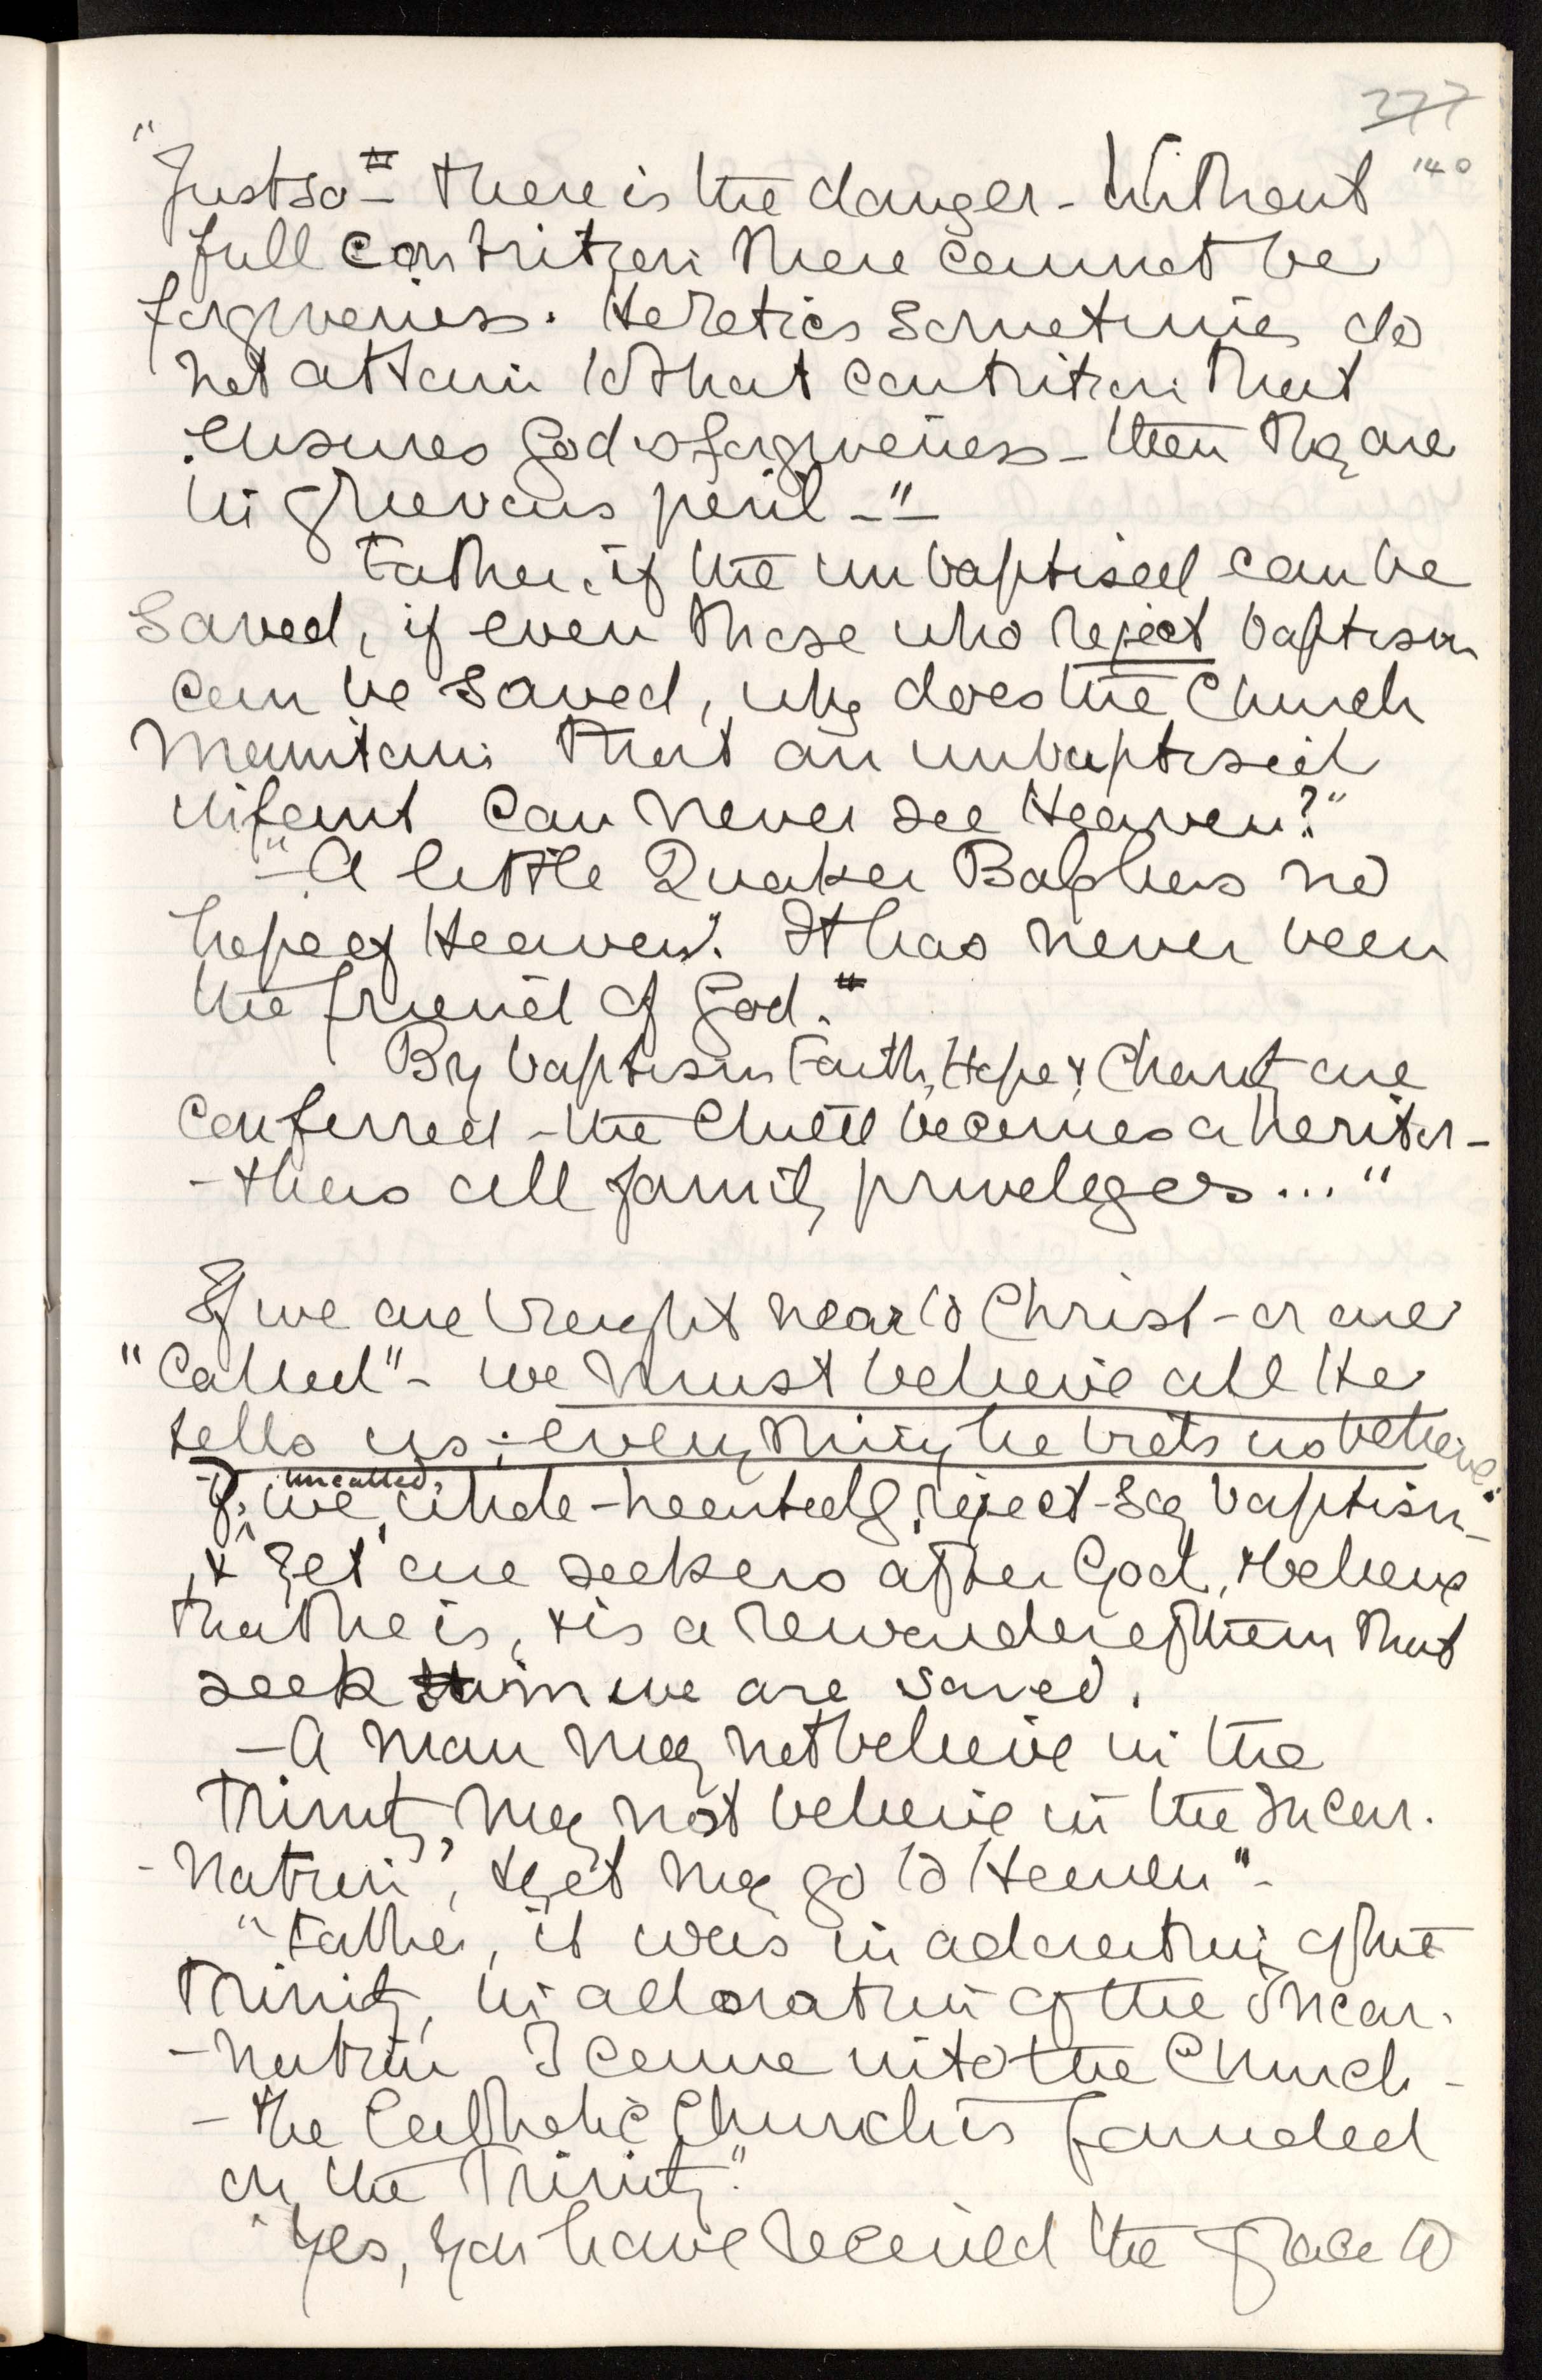 277
140
"Just so – there is the danger – Without
full contrition there cannot be
forgiveness. Heretics sometimes do
not attain to that contrition that
ensures God's forgiveness – then they are
in grievous peril –"–
Father, if the unbaptised can be
saved, if even those who reject baptism
can be saved, why does the Church
maintain that an unbaptised
infant can never see Heaven?"
"– A little Quaker Baby has no
hope of Heaven. It has never been
the friend of God."
By baptism Faith, Hope & Charity are
conferred – the Child becomes a heritor –
– thus all family priveleges ... "
If we are brought near to Christ – or are
"Called" – we must believe all He
tells us; everything he bids us believe.
– If, we, uncalled, whole-heartedly reject – say baptism –
& yet are seekers after God, & believe
that he is, & is a rewarder of them that
seek Him we are saved.
– A man may not believe in the
Trinity, may not believe in the Incar.
- nation, & yet may go to Heaven" –
"Father, it was in adoration of the
Trinity, in adoration of the Incar.
- nation I came into the Church –
– the Catholic Church is founded
on the Trinity."
"Yes, you have received the grace to